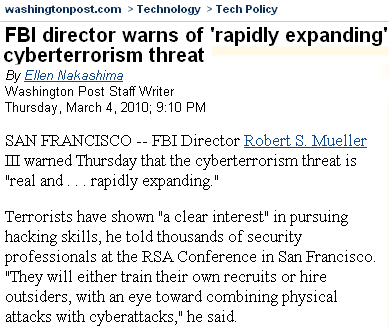 washingtonpost.com > Technology > Tech Policy
FBI director warns of 'rapidly expanding'
cyberterrorism threat
By Ellen Nakashima
Washington Post Staff Writer
Thursday, March 4, 2010; 9:10 PM
SAN FRANCISCO -- FBI Director Robert S. Mueller
III warned Thursday that the cyberterrorism threat is
"real and . . . rapidly expanding."
Terrorists have shown "a clear interest" in pursuing
hacking skills, he told thousands of security
professionals at the RSA Conference in San Francisco.
"They will either train their own recruits or hire
outsiders, with an eye toward combining physical
attacks with cyberattacks," he said.